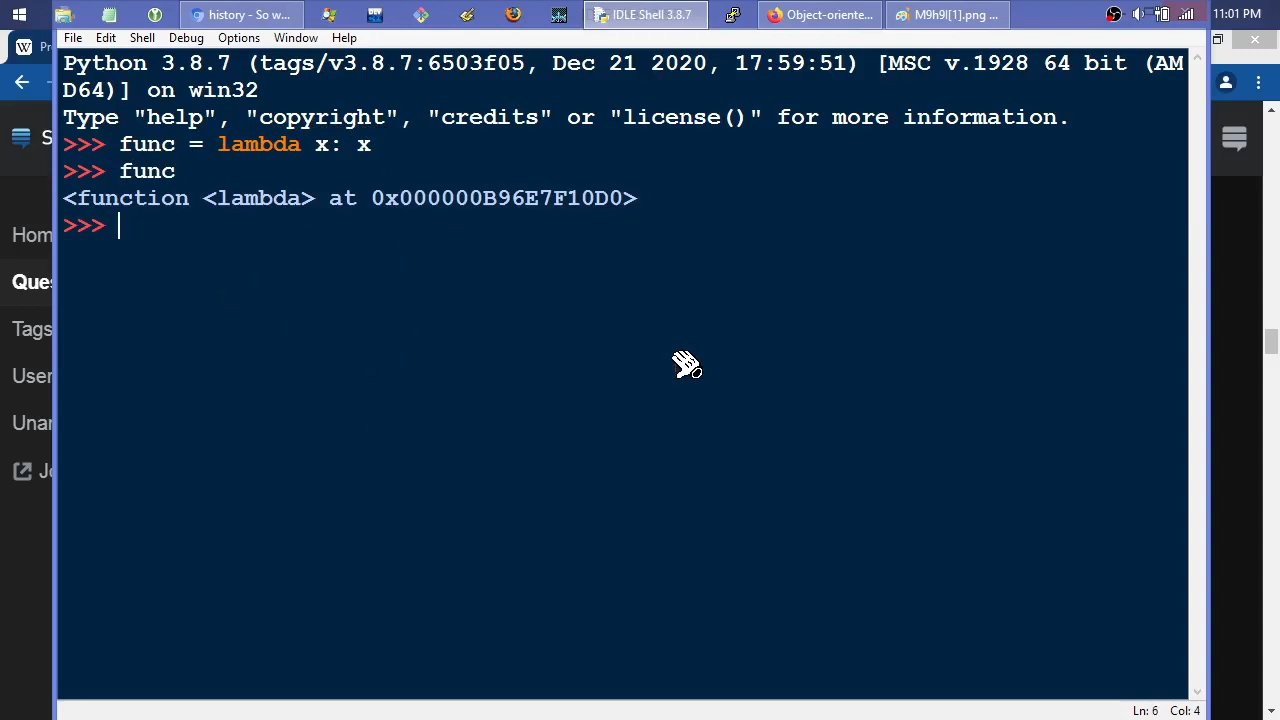 history - So w...
IDLE Shell 3.8.7
Object-oriente...
M9h9l[1].png ...
11:01 PM
W Pr
File Edit Shell Debug Options Window Help
Python 3.8.7 (tags/v3.8.7:6503f05, Dec 21 2020, 17:59:51) [MSC v.1928 64 bit (AM
D64)] on win32
Type "help", "copyright", "credits" or "license()" for more information.
>>> func = lambda x: x
>>> func
<function <lambda> at 0x000000B96E7F10D0>
>>>
S
Hom
Ques
Tags
User
Unan
Jo
Ln: 6 Col: 4